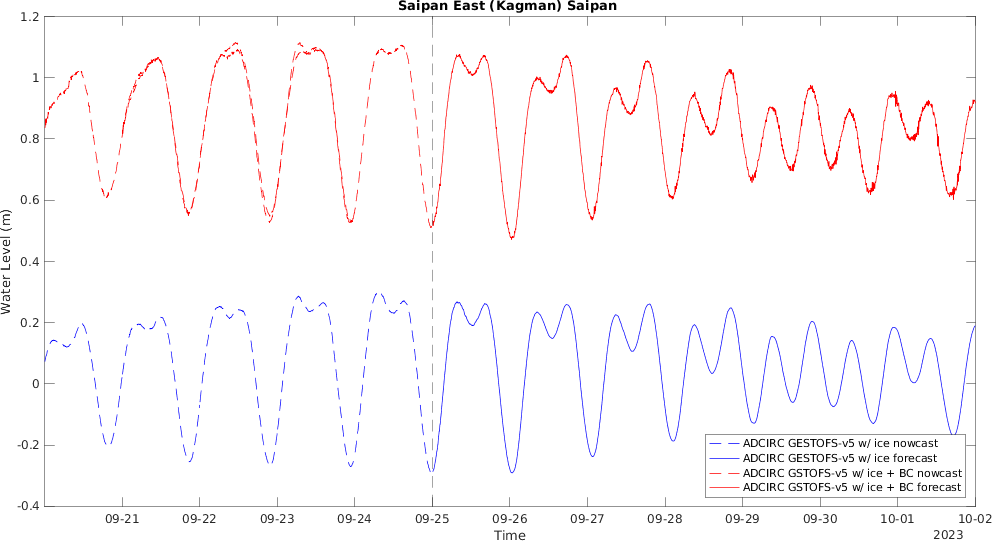 Saipan East (Kagman) Saipan
1.2
1
0.8
0.6
0.4
0.2
0
-0.2
-0.4
Water Level (m)
09-21 09-22 09-23 09-24 09-25 09-26 09-27 09-28 09-29 09-30 10-01 10-02
Time
2023
ADCIRC GESTOFS-v5 w/ ice nowcast
ADCIRC GESTOFS-v5 w/ ice forecast
ADCIRC GSTOFS-v5 w/ ice + BC nowcast
ADCIRC GSTOFS-v5 w/ ice + BC forecast